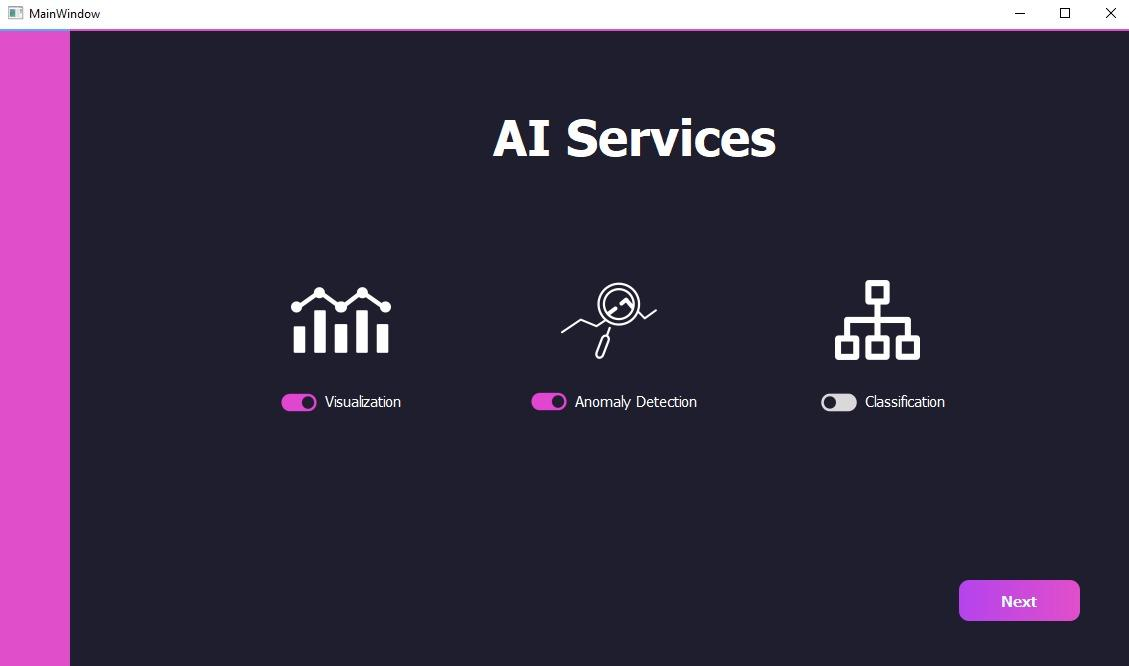 MainWindow
AI Services
Visualization
Anomaly Detection
Classification
Next